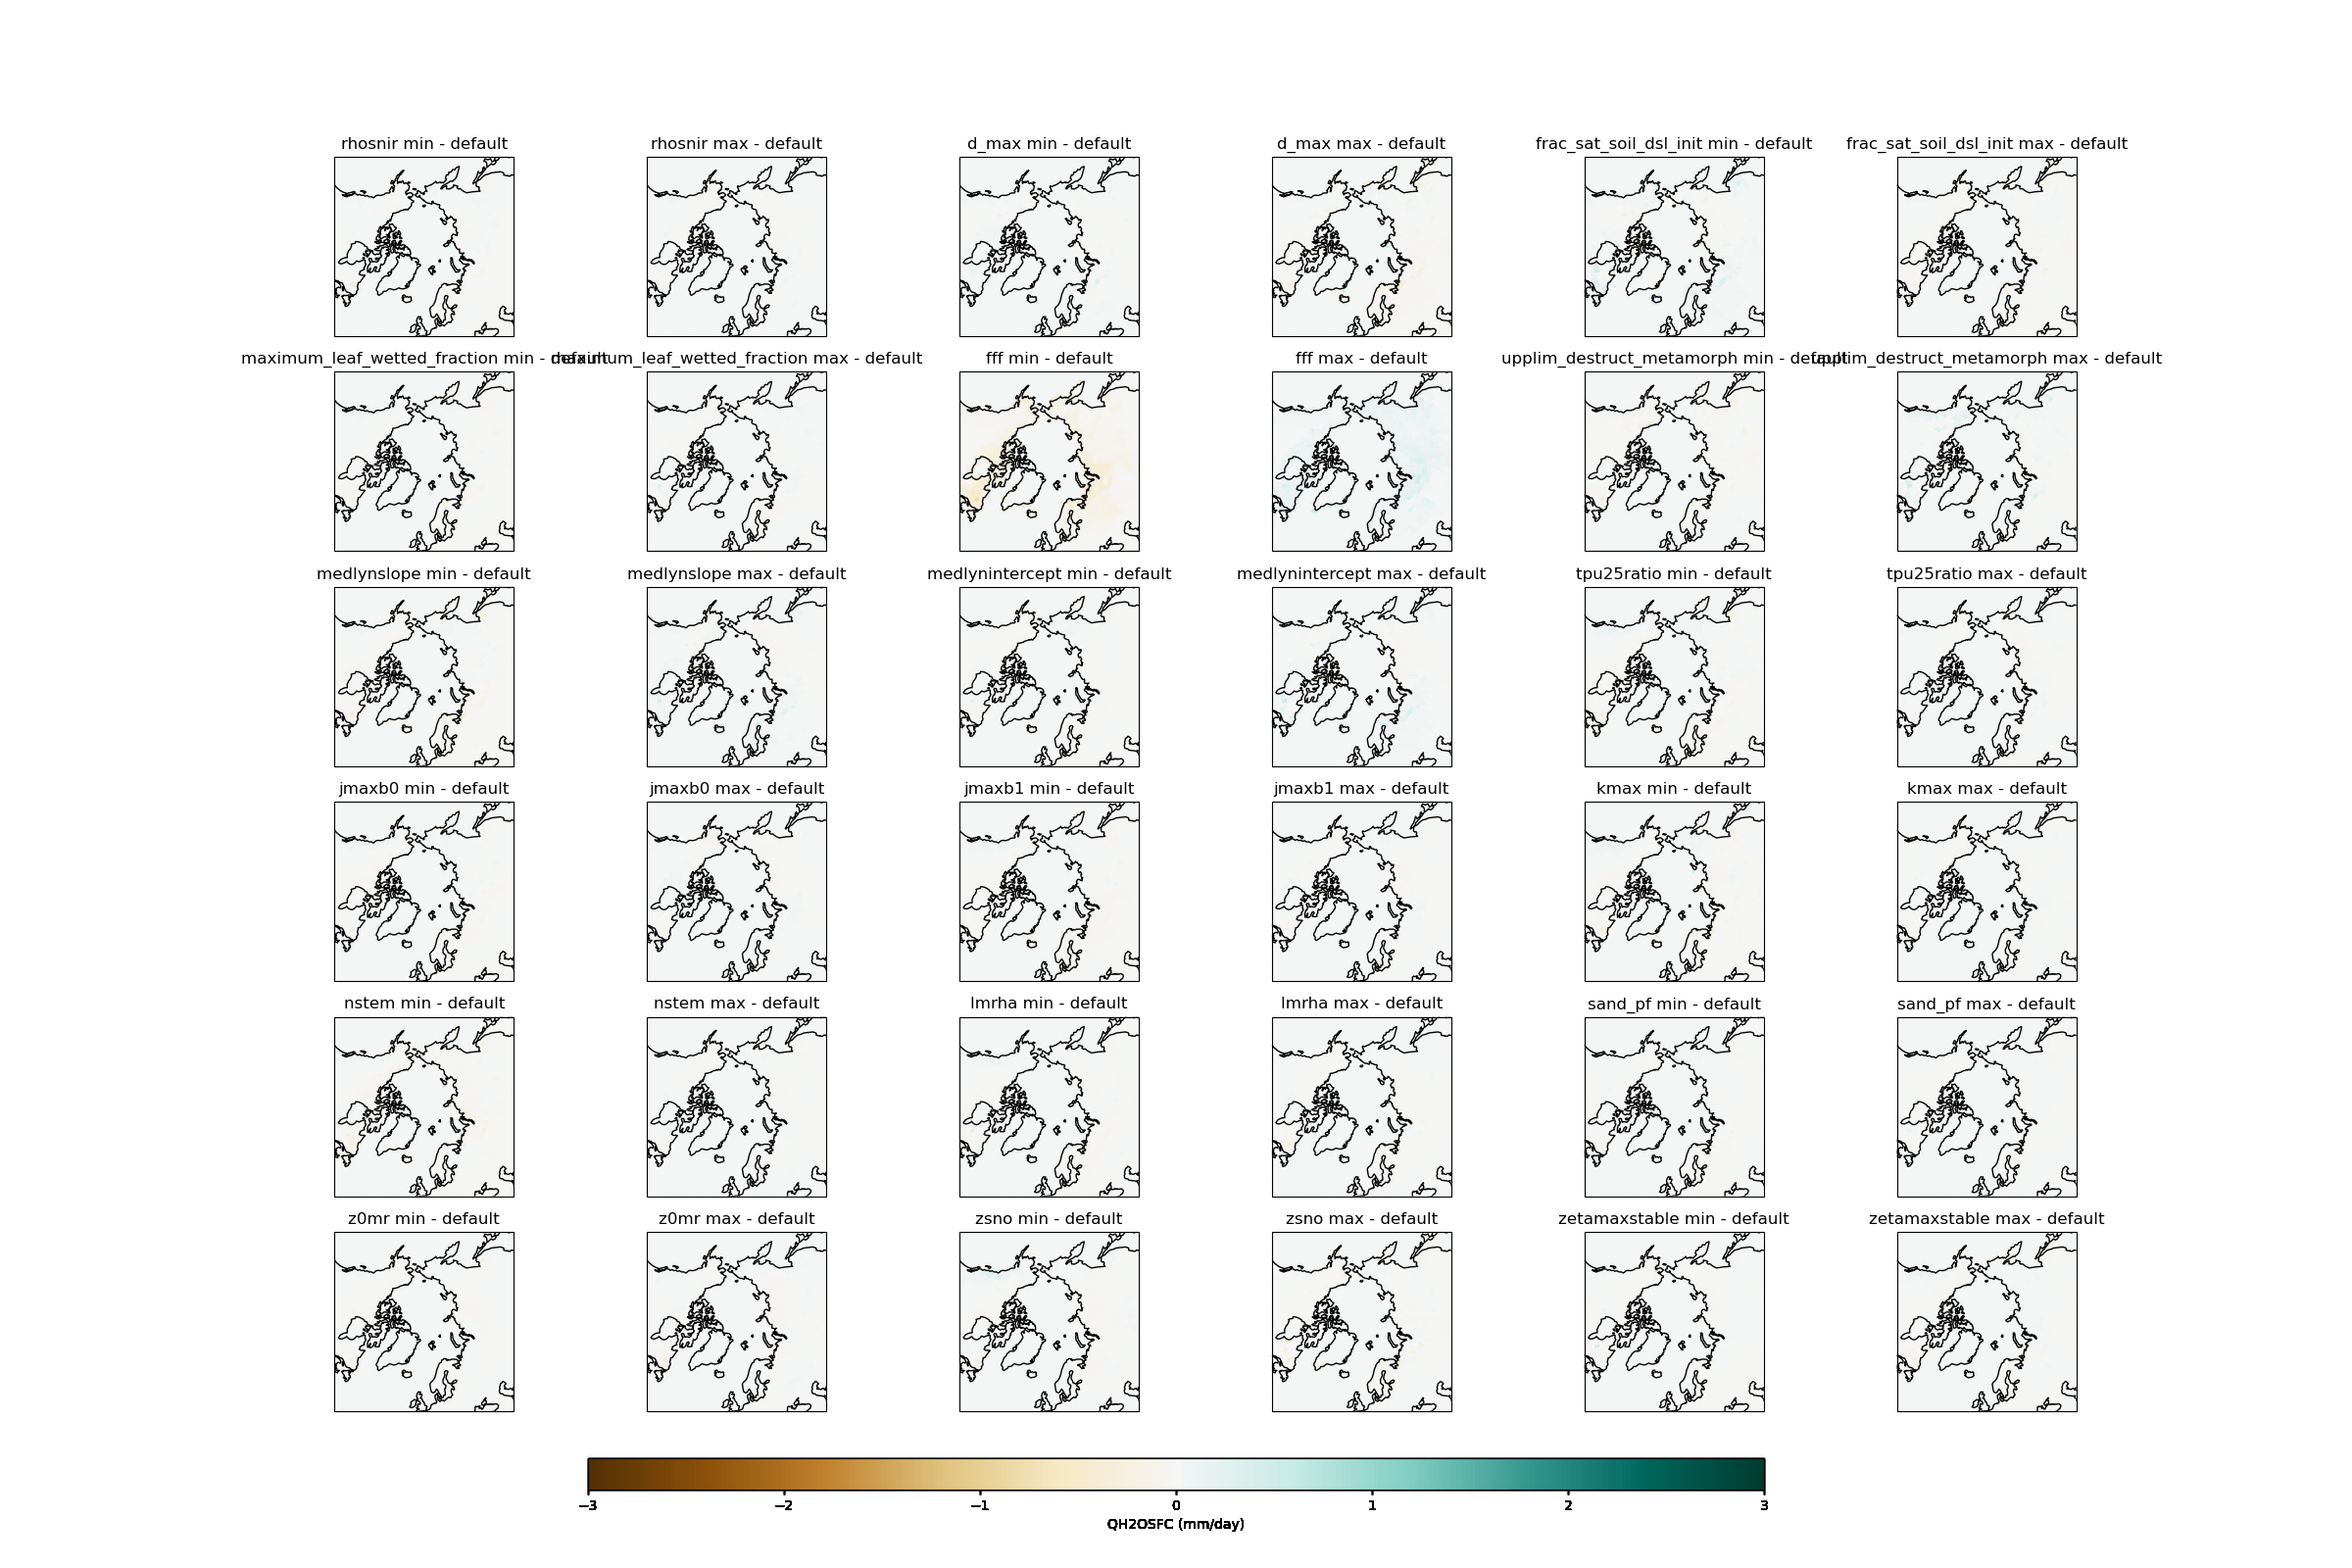 rhosnir min - default
rhosnir max - default
d_max min - default
d_max max - default
frac_sat_soil_dsl_init min - default
frac_sat_soil_dsl_init max - default
maximum_leaf_wetted_fraction min - default
maximum_leaf_wetted_fraction max - default
fff min - default
fff max - default
upplim_destruct_metamorph min - default
upplim_destruct_metamorph max - default
medlynslope min - default
medlynslope max - default
medlynintercept min - default
medlynintercept max - default
tpu25ratio min - default
tpu25ratio max - default
jmaxb0 min - default
jmaxb0 max - default
jmaxb1 min - default
jmaxb1 max - default
kmax min - default
kmax max - default
nstem min - default
nstem max - default
lmrha min - default
lmrha max - default
sand_pf min - default
sand_pf max - default
z0mr min - default
z0mr max - default
zsno min - default
zsno max - default
zetamaxstable min - default
zetamaxstable max - default
−3 −2 −1 0 1 2 3
QH2OSFC (mm/day)